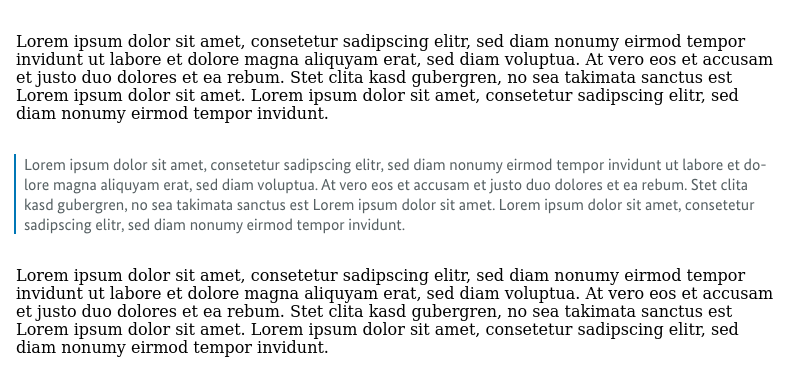 Lorem ipsum dolor sit amet, consetetur sadipscing elitr, sed diam nonumy eirmod tempor
invidunt ut labore et dolore magna aliquyam erat, sed diam voluptua. At vero eos et accusam
et justo duo dolores et ea rebum. Stet clita kasd gubergren, no sea takimata sanctus est
Lorem ipsum dolor sit amet. Lorem ipsum dolor sit amet, consetetur sadipscing elitr, sed
diam nonumy eirmod tempor invidunt.
Lorem ipsum dolor sit amet, consetetur sadipscing elitr, sed diam nonumy eirmod tempor invidunt ut labore et do-
lore magna aliquyam erat, sed diam voluptua. At vero eos et accusam et justo duo dolores et ea rebum. Stet clita
kasd gubergren, no sea takimata sanctus est Lorem ipsum dolor sit amet. Lorem ipsum dolor sit amet, consetetur
sadipscing elitr, sed diam nonumy eirmod tempor invidunt.
Lorem ipsum dolor sit amet, consetetur sadipscing elitr, sed diam nonumy eirmod tempor
invidunt ut labore et dolore magna aliquyam erat, sed diam voluptua. At vero eos et accusam
et justo duo dolores et ea rebum. Stet clita kasd gubergren, no sea takimata sanctus est
Lorem ipsum dolor sit amet. Lorem ipsum dolor sit amet, consetetur sadipscing elitr, sed
diam nonumy eirmod tempor invidunt.